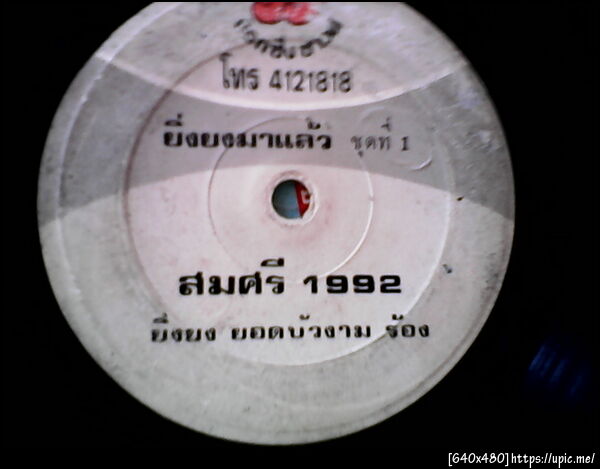 โทร 4121818
ยิ่งยงมาแล้ว ชุดที่ 1
สมศรี 1992
ยิ่งยง ยอดบัวงาม ร้อง
[640x480]https://upic.me/